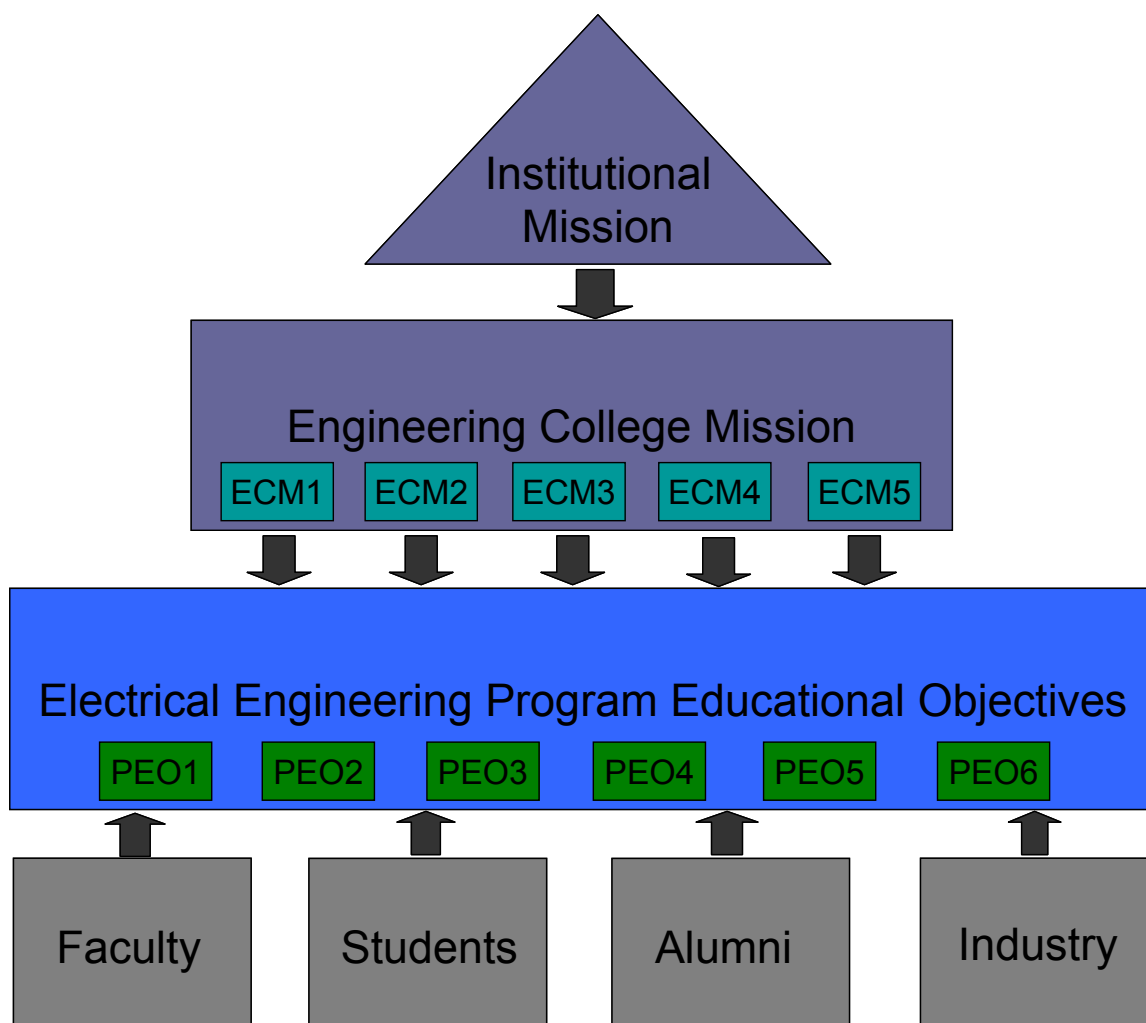 Institutional
Mission
Engineering College Mission
ECM1 ECM2 ECM3 ECM4 ECM5
Electrical Engineering Program Educational Objectives
PEO1 PEO2 PEO3 PEO4 PEO5 PEO6
Faculty Students Alumni Industry